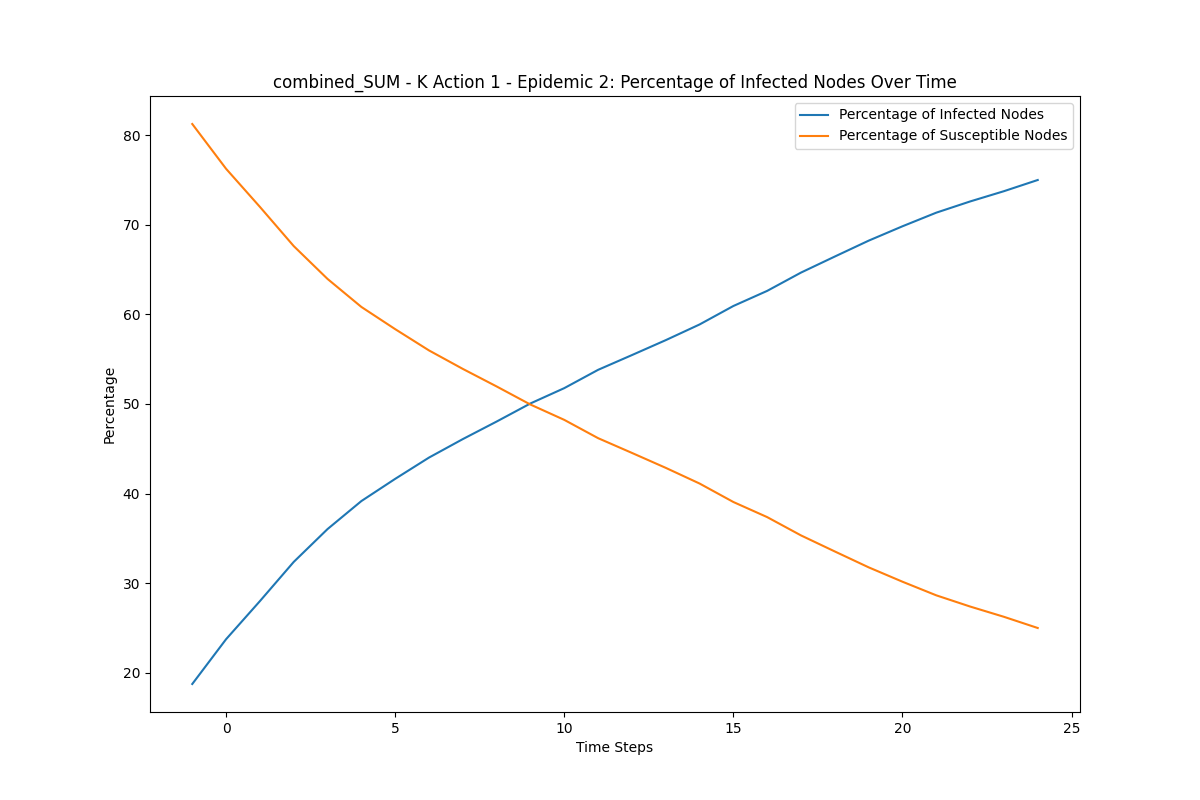 combined_SUM - K Action 1 - Epidemic 2: Percentage of Infected Nodes Over Time
Percentage of Infected Nodes
Percentage of Susceptible Nodes
80
70
60
50
40
30
20
Percentage
0 5 10 15 20 25
Time Steps